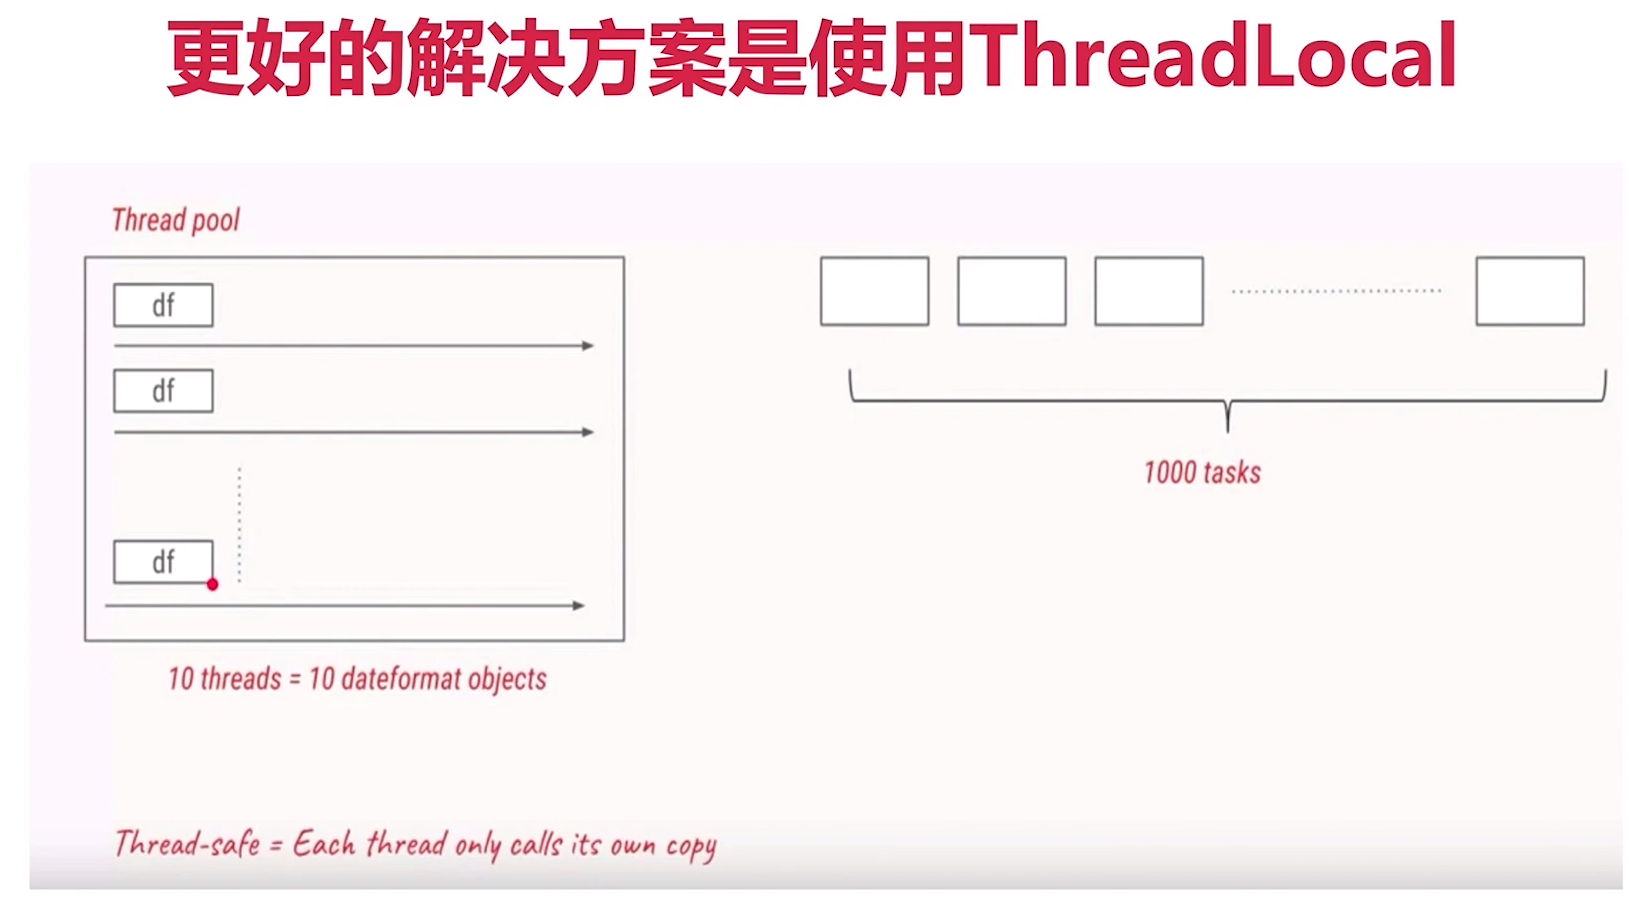 更好的解决方案是使用ThreadLocal
Thread pool
df
df
df
1000 tasks
10 threads = 10 dateformat objects
Thread-safe = Each thread only calls its own copy